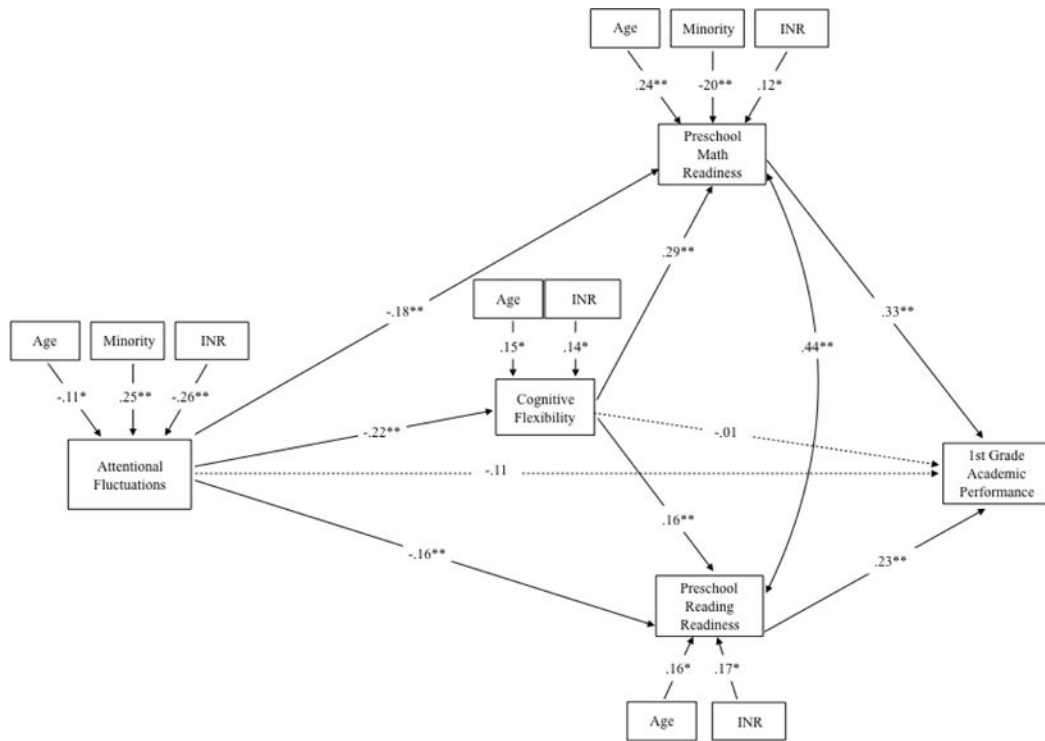 Age
Minority
INR
.24**
-20**
.12*
Preschool
Math
Readiness
.29**
-.18**
Age
INR
.33**
Age
Minority
INR
.15*
.14*
.44**
-.11*
.25**
-.26**
Cognitive
Flexibility
-.22**
-.01
Attentional
Fluctuations
-.11
1st Grade
Academic
Performance
.16**
-.16**
.23**
Preschool
Reading
Readiness
.16*
.17*
Age
INR